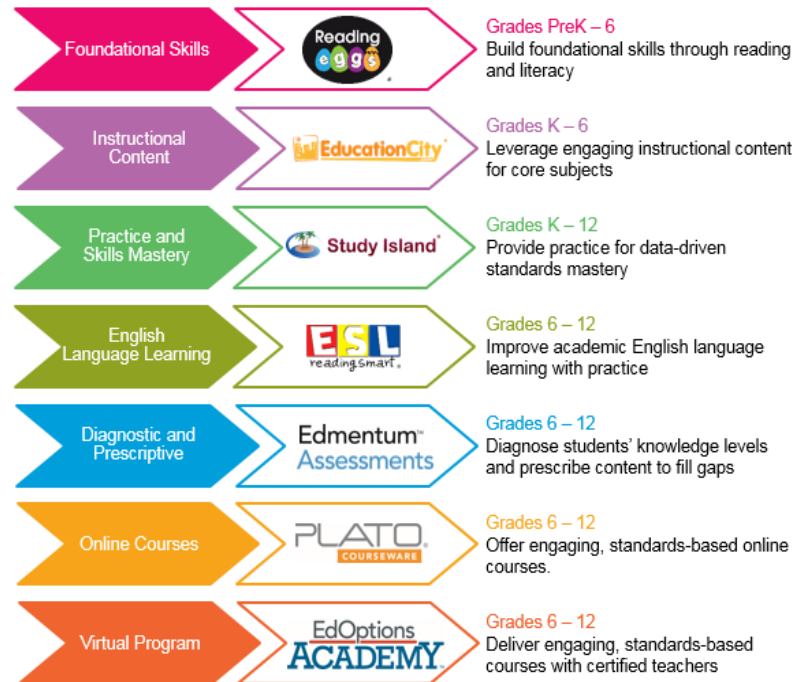 Foundational Skills
Reading
eggs
Grades PreK – 6
Build foundational skills through reading
and literacy
Instructional
Content
EducationCity
Grades K – 6
Leverage engaging instructional content
for core subjects
Practice and
Skills Mastery
Study Island
Grades K – 12
Provide practice for data-driven
standards mastery
English
Language Learning
ESL
readingsmart.
Grades 6 – 12
Improve academic English language
learning with practice
Diagnostic and
Prescriptive
Edmentum™
Assessments
Grades 6 – 12
Diagnose students' knowledge levels
and prescribe content to fill gaps
Online Courses
PLATO.
COURSEWARE
Grades 6 – 12
Offer engaging, standards-based online
courses.
Virtual Program
EdOptions
ACADEMY™
Grades 6 – 12
Deliver engaging, standards-based
courses with certified teachers